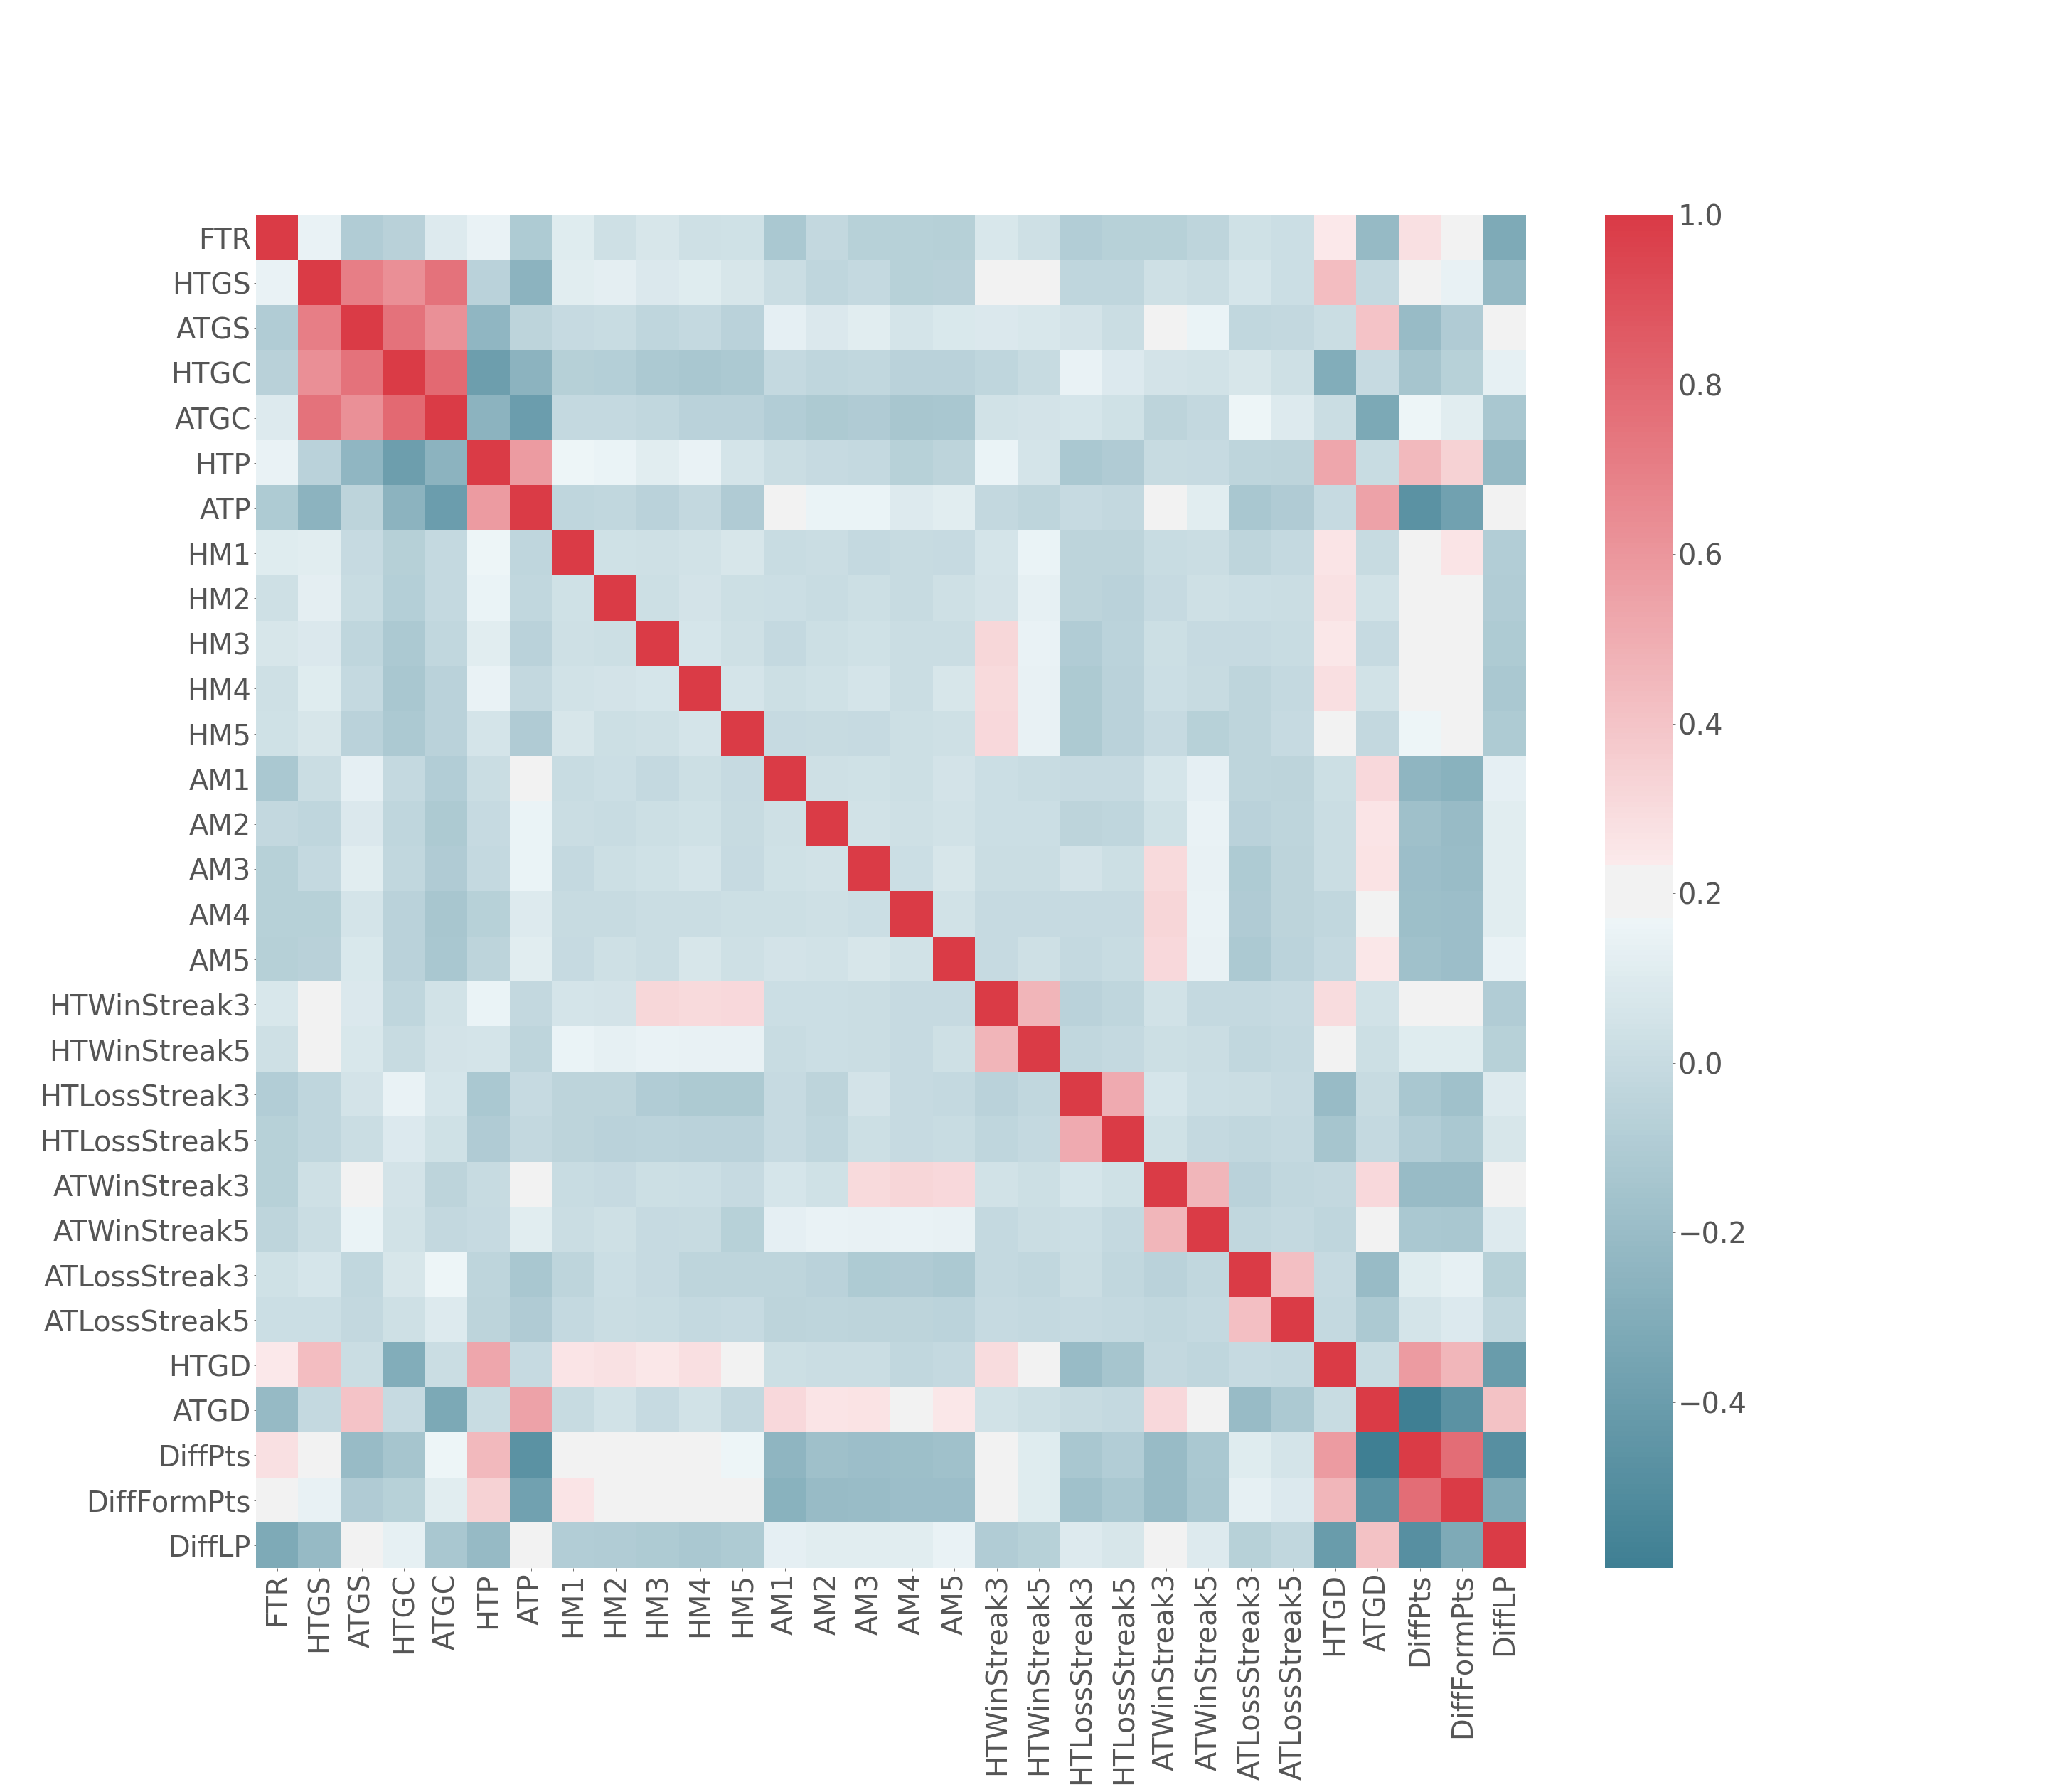 FTR
HTGS
ATGS
HTGC
ATGC
HTP
ATP
HM1
HM2
HM3
HM4
HM5
AM1
AM2
AM3
AM4
AM5
HTWinStreak3
HTWinStreak5
HTLossStreak3
HTLossStreak5
ATWinStreak3
ATWinStreak5
ATLossStreak3
ATLossStreak5
HTGD
ATGD
DiffPts
DiffFormPts
DiffLP
FTR
HTGS
ATGS
HTGC
ATGC
HTP
ATP
HM1
HM2
HM3
HM4
HM5
AM1
AM2
AM3
AM4
AM5
HTWinStreak3
HTWinStreak5
HTLossStreak3
HTLossStreak5
ATWinStreak3
ATWinStreak5
ATLossStreak3
ATLossStreak5
HTGD
ATGD
DiffPts
DiffFormPts
DiffLP
1.0
0.8
0.6
0.4
0.2
0.0
−0.2
−0.4